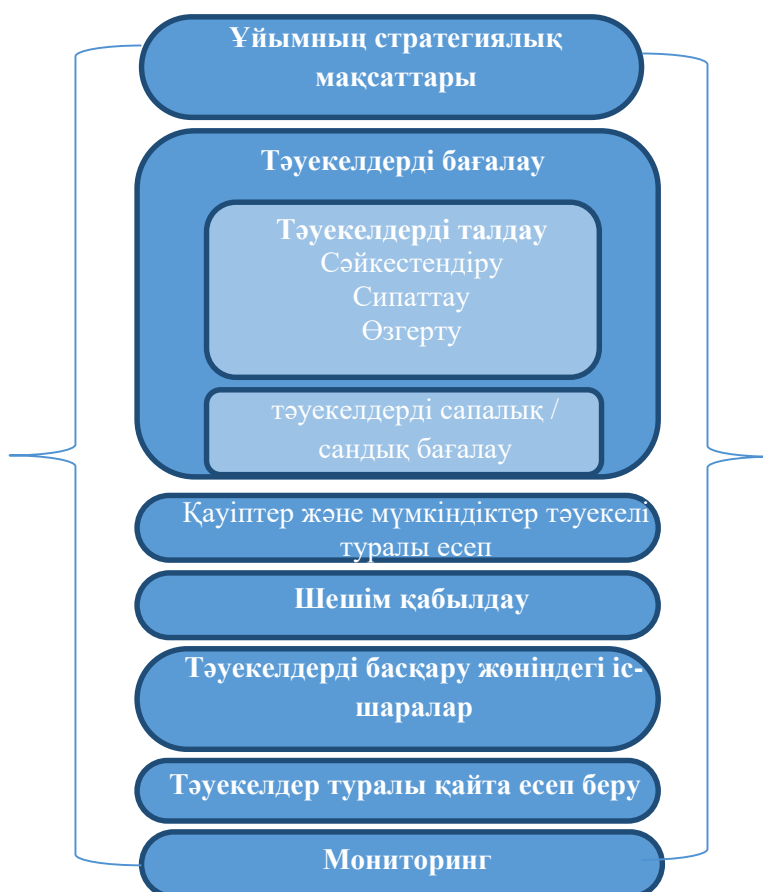 Ұйымның стратегиялық
мақсаттары
Тәуекелдерді бағалау
Тәуекелдерді талдау
Сәйкестендіру
Сипаттау
Өзгерту
тәуекелдерді сапалық /
сандық бағалау
Қауіптер және мүмкіндіктер тәуекелі
туралы есеп
Шешім қабылдау
Тәуекелдерді басқару жөніндегі іс-
шаралар
Тәуекелдер туралы қайта есеп беру
Мониторинг